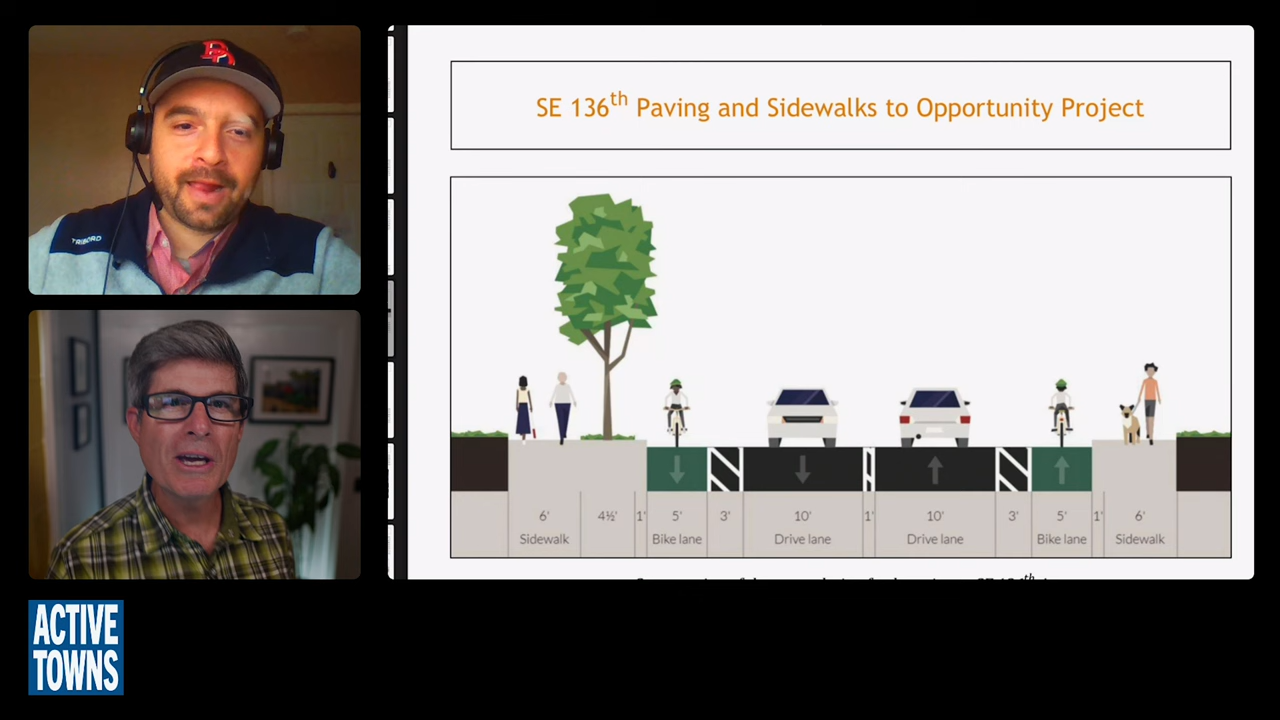 SE 136th Paving and Sidewalks to Opportunity Project
TRIBORD
6' 4½' 1' 5' 3' 10' 1' 10' 3' 5' 1' 6'
Sidewalk Bike lane Drive lane Drive lane Bike lane Sidewalk
ACTIVE
TOWNS